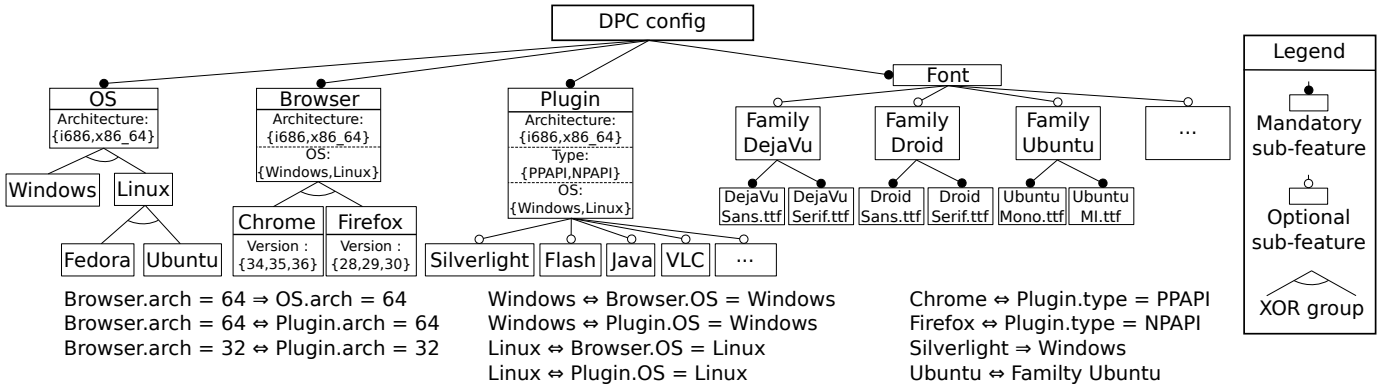 DPC config
OS
Architecture:
{i686,x86_64}
Windows
Linux
Fedora
Ubuntu
Browser
Architecture:
{i686,x86_64}
OS:
{Windows,Linux}
Chrome
Version :
{34,35,36}
Firefox
Version :
{28,29,30}
Plugin
Architecture:
{i686,x86_64}
Type:
{PPAPI,NPAPI}
OS:
{Windows,Linux}
Silverlight
Flash
Java
VLC
...
Font
Family
DejaVu
DejaVu
Sans.ttf
DejaVu
Serif.ttf
Family
Droid
Droid
Sans.ttf
Droid
Serif.ttf
Family
Ubuntu
Ubuntu
Mono.ttf
Ubuntu
MI.ttf
...
Legend
Mandatory
sub-feature
Optional
sub-feature
XOR group
Browser.arch = 64 ⇒ OS.arch = 64
Browser.arch = 64 ⇔ Plugin.arch = 64
Browser.arch = 32 ⇔ Plugin.arch = 32
Windows ⇔ Browser.OS = Windows
Windows ⇔ Plugin.OS = Windows
Linux ⇔ Browser.OS = Linux
Linux ⇔ Plugin.OS = Linux
Chrome ⇔ Plugin.type = PPAPI
Firefox ⇔ Plugin.type = NPAPI
Silverlight ⇒ Windows
Ubuntu ⇔ Familty Ubuntu